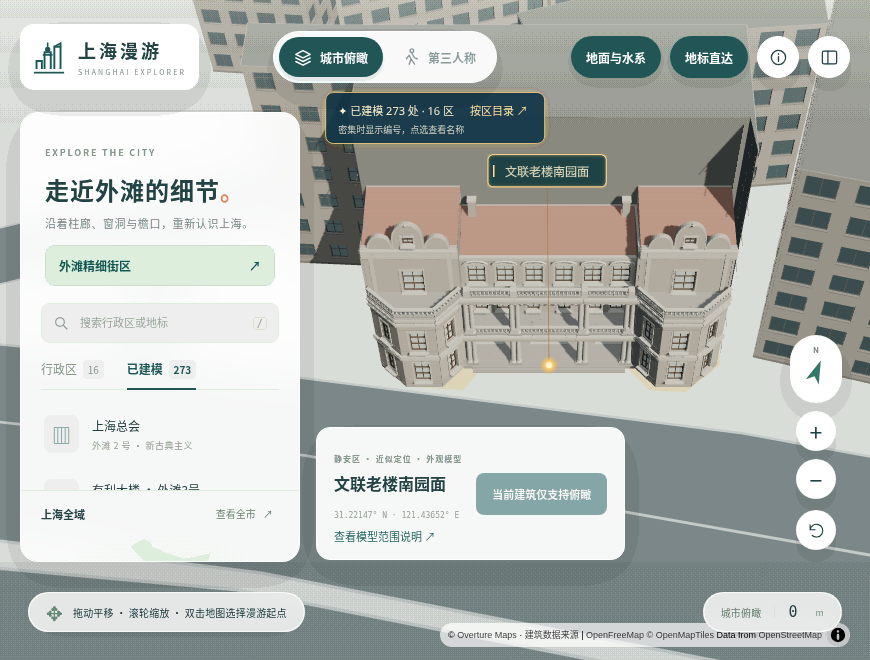 上海漫游
SHANGHAI EXPLORER
城市俯瞰
第三人称
地面与水系
地标直达
✦ 已建模 273 处 · 16 区 按区目录 ↗
密集时显示编号，点选查看名称
文联老楼南园面
EXPLORE THE CITY
走近外滩的细节。
沿着柱廊、窗洞与檐口，重新认识上海。
外滩精细街区 ↗
搜索行政区或地标 /
行政区 16 已建模 273
上海总会
外滩 2 号 · 新古典主义
有利大楼 · 外滩3号
上海全域 查看全市 ↗
静安区 · 近似定位 · 外观模型
文联老楼南园面
当前建筑仅支持俯瞰
31.22147° N · 121.43652° E
查看模型范围说明 ↗
N
+
−
拖动平移 · 滚轮缩放 · 双击地图选择漫游起点
城市俯瞰 0 m
© Overture Maps · 建筑数据来源 | OpenFreeMap © OpenMapTiles Data from OpenStreetMap